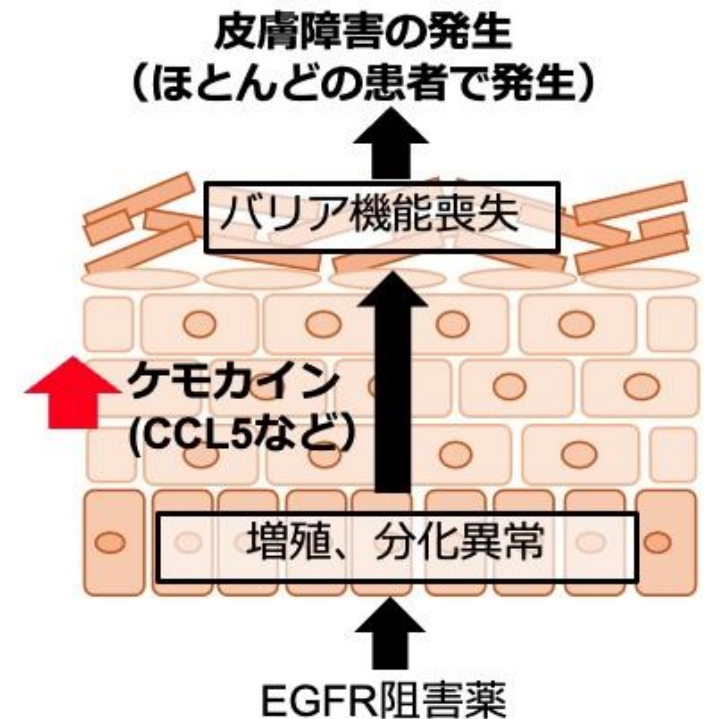 皮膚障害の発生
（ほとんどの患者で発生）
バリア機能喪失
ケモカイン
(CCL5など）
増殖、分化異常
EGFR阻害薬